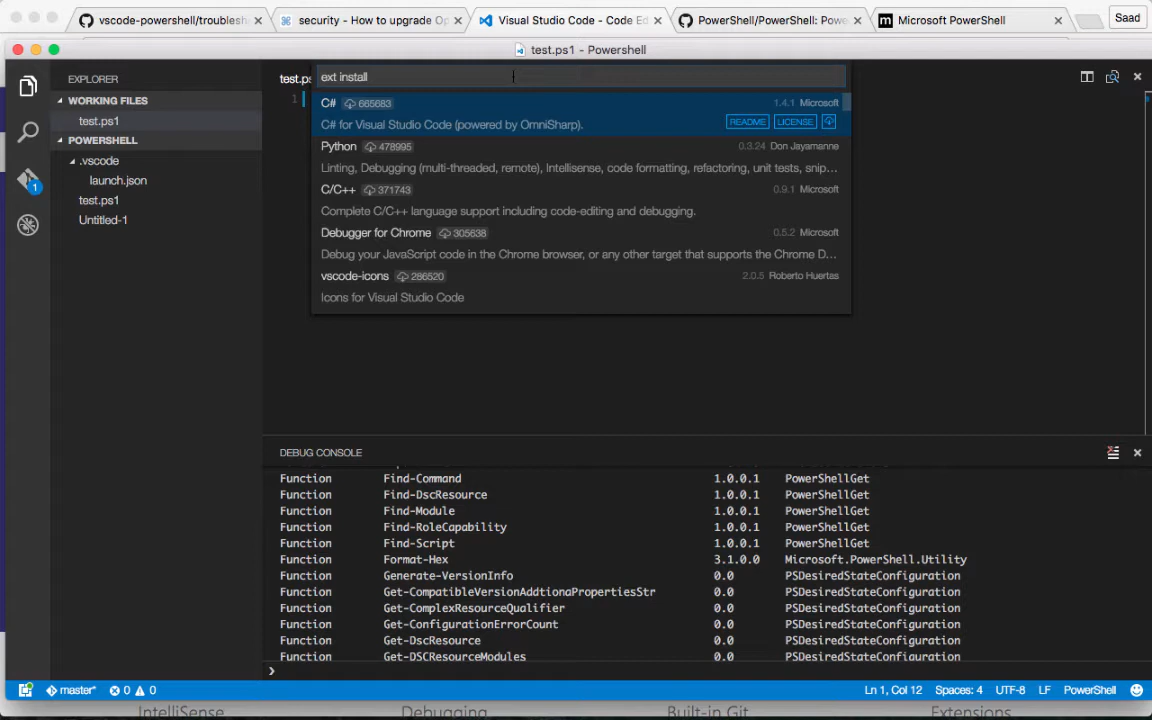 vscode-powershell/troublesh
security - How to upgrade Op
Visual Studio Code - Code Ed
PowerShell/PowerShell: Powe
Microsoft PowerShell
Saad
test.ps1 - Powershell
EXPLORER
WORKING FILES
test.ps1
POWERSHELL
.vscode
launch.json
test.ps1
Untitled-1
1
test.ps
1
ext install
C# 665683
1.4.1 Microsoft
C# for Visual Studio Code (powered by OmniSharp).
README LICENSE
Python 478995
0.3.24 Don Jayamanne
Linting, Debugging (multi-threaded, remote), Intellisense, code formatting, refactoring, unit tests, snip...
C/C++ 371743
0.9.1 Microsoft
Complete C/C++ language support including code-editing and debugging.
Debugger for Chrome 305638
0.5.2 Microsoft
Debug your JavaScript code in the Chrome browser, or any other target that supports the Chrome D...
vscode-icons 286520
2.0.5 Roberto Huertas
Icons for Visual Studio Code
DEBUG CONSOLE
Function Find-Command 1.0.0.1 PowerShellGet
Function Find-DscResource 1.0.0.1 PowerShellGet
Function Find-Module 1.0.0.1 PowerShellGet
Function Find-RoleCapability 1.0.0.1 PowerShellGet
Function Find-Script 1.0.0.1 PowerShellGet
Function Format-Hex 3.1.0.0 Microsoft.PowerShell.Utility
Function Generate-VersionInfo 0.0 PSDesiredStateConfiguration
Function Get-CompatibleVersionAddtionaPropertiesStr 0.0 PSDesiredStateConfiguration
Function Get-ComplexResourceQualifier 0.0 PSDesiredStateConfiguration
Function Get-ConfigurationErrorCount 0.0 PSDesiredStateConfiguration
Function Get-DscResource 0.0 PSDesiredStateConfiguration
Function Get-DSCResourceModules 0.0 PSDesiredStateConfiguration
master* 0 0
Ln 1, Col 12 Spaces: 4 UTF-8 LF PowerShell
IntelliSense Debugging Built-in Git Extensions